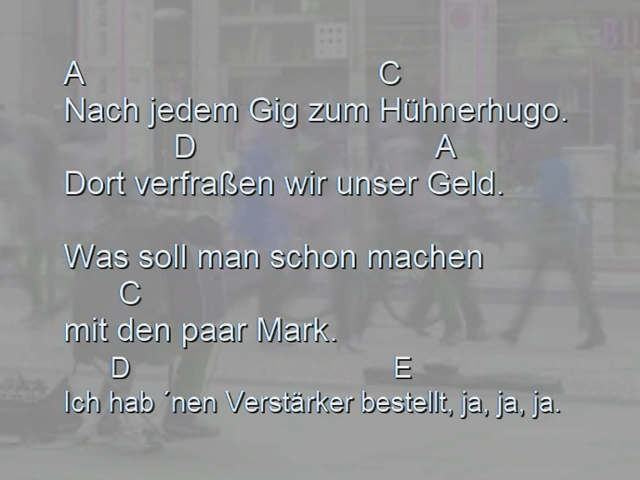 A C
Nach jedem Gig zum Hühnerhugo.
D A
Dort verfraßen wir unser Geld.
Was soll man schon machen
C
mit den paar Mark.
D E
Ich hab ´nen Verstärker bestellt, ja, ja, ja.